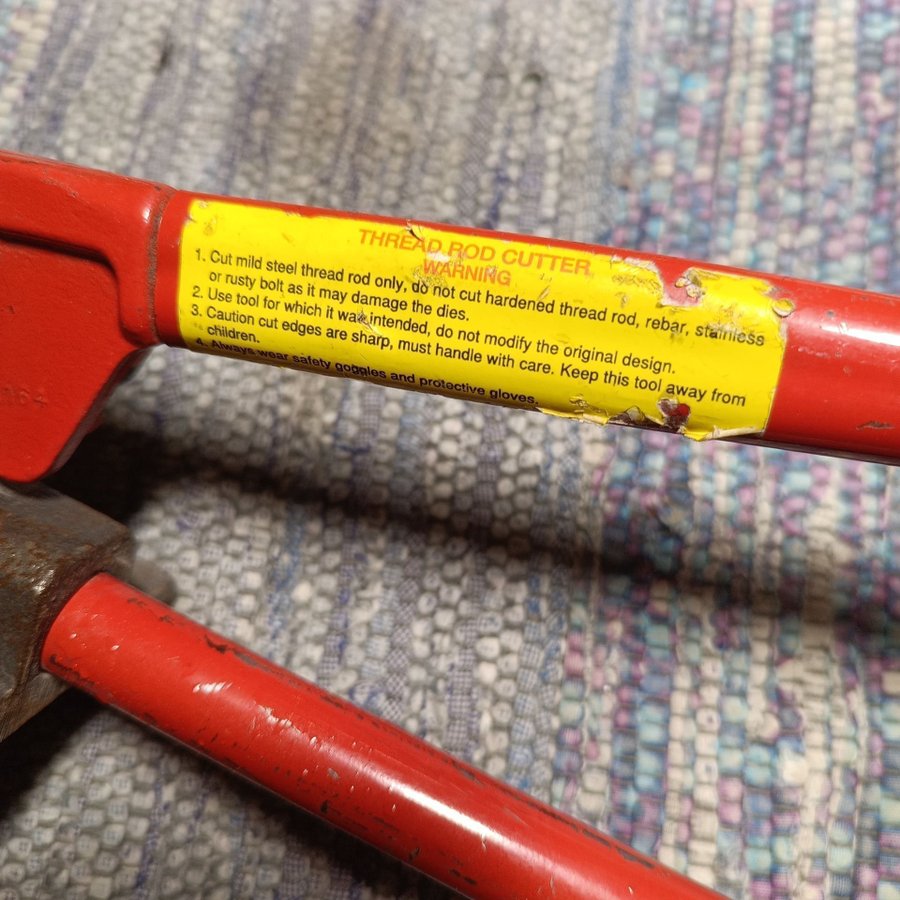 THREAD ROD CUTTER
WARNING
1. Cut mild steel thread rod only, do not cut hardened thread rod, rebar, stainless
or rusty bolt as it may damage the dies.
2. Use tool for which it was intended, do not modify the original design.
3. Caution cut edges are sharp, must handle with care. Keep this tool away from
children.
4. Always wear safety goggles and protective gloves.